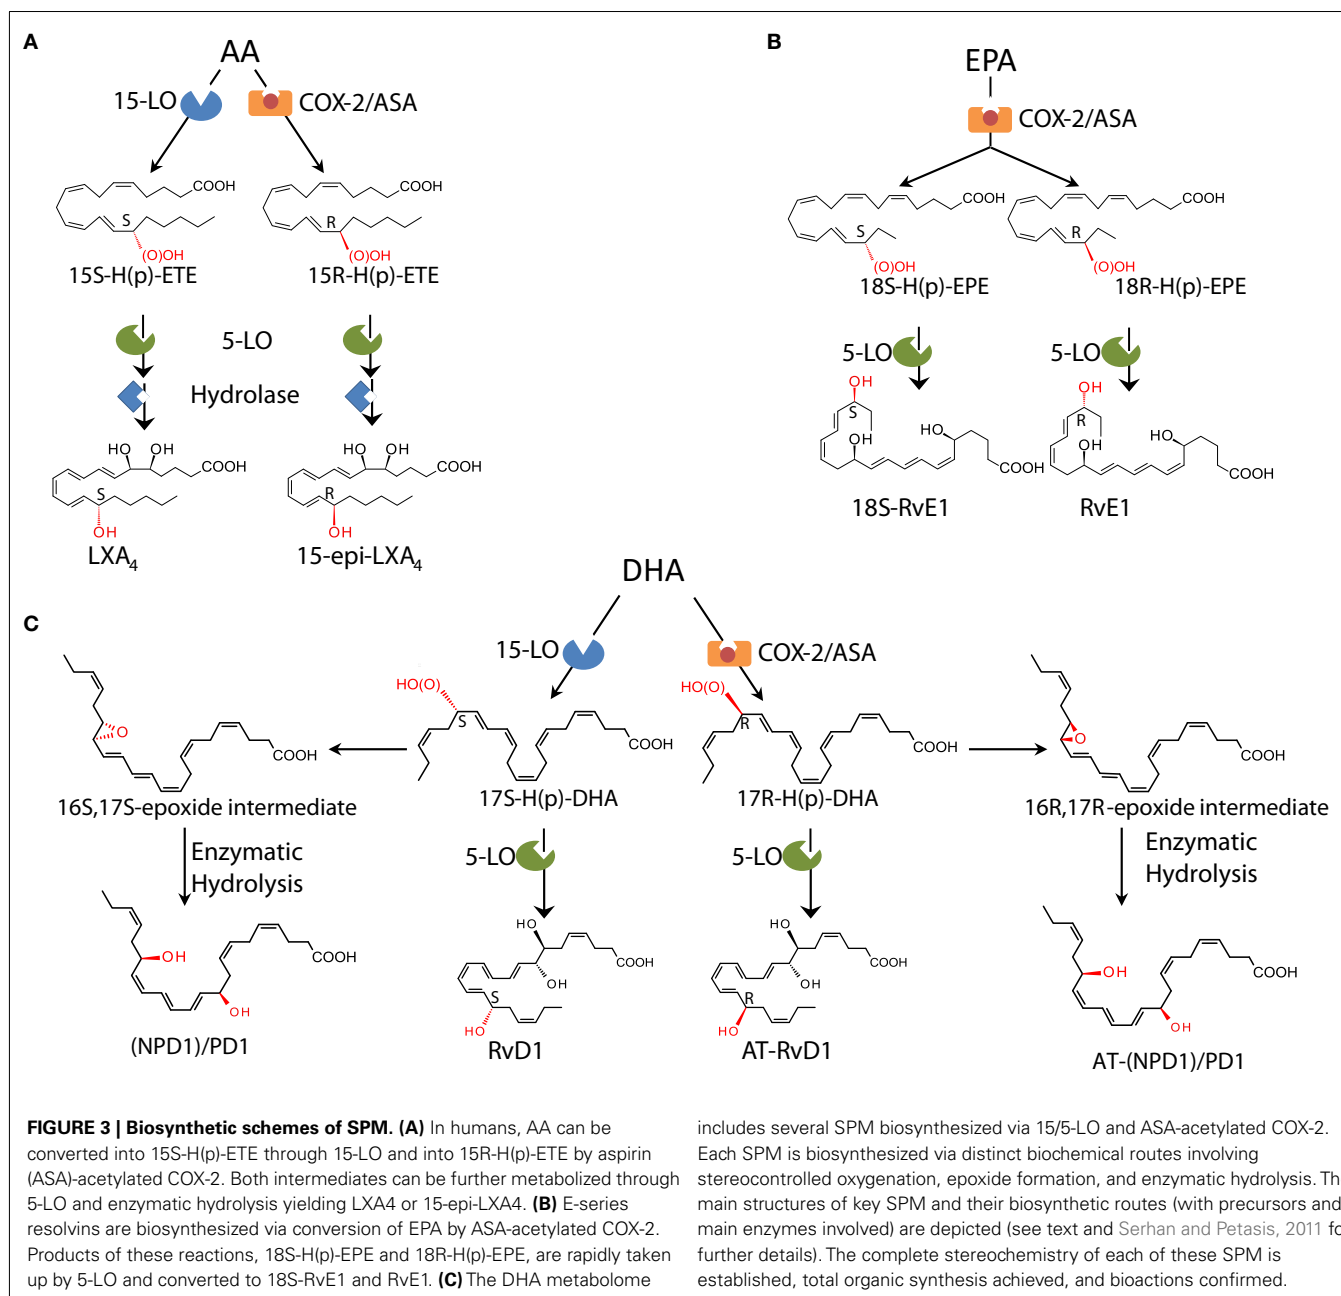 A
AA
15-LO
COX-2/ASA
COOH
COOH
S
R
(O)OH
(O)OH
15S-H(p)-ETE
15R-H(p)-ETE
5-LO
Hydrolase
OH OH
OH OH
COOH
COOH
S
R
OH
OH
LXA4
15-epi-LXA4
B
EPA
COX-2/ASA
COOH
COOH
S
R
(O)OH
(O)OH
18S-H(p)-EPE
18R-H(p)-EPE
5-LO
5-LO
OH
OH
S
R
OH
HO
OH
HO
COOH
COOH
18S-RvE1
RvE1
C
DHA
15-LO
COX-2/ASA
HO(O)
HO(O)
S
R
O
O
COOH
COOH
COOH
COOH
16S,17S-epoxide intermediate
17S-H(p)-DHA
17R-H(p)-DHA
16R,17R-epoxide intermediate
Enzymatic
Hydrolysis
5-LO
5-LO
Enzymatic
Hydrolysis
OH
OH
COOH
HO
OH
COOH
S
HO
HO
OH
COOH
R
HO
OH
OH
COOH
(NPD1)/PD1
RvD1
AT-RvD1
AT-(NPD1)/PD1
FIGURE 3 | Biosynthetic schemes of SPM. (A) In humans, AA can be
converted into 15S-H(p)-ETE through 15-LO and into 15R-H(p)-ETE by aspirin
(ASA)-acetylated COX-2. Both intermediates can be further metabolized through
5-LO and enzymatic hydrolysis yielding LXA4 or 15-epi-LXA4. (B) E-series
resolvins are biosynthesized via conversion of EPA by ASA-acetylated COX-2.
Products of these reactions, 18S-H(p)-EPE and 18R-H(p)-EPE, are rapidly taken
up by 5-LO and converted to 18S-RvE1 and RvE1. (C) The DHA metabolome
includes several SPM biosynthesized via 15/5-LO and ASA-acetylated COX-2.
Each SPM is biosynthesized via distinct biochemical routes involving
stereocontrolled oxygenation, epoxide formation, and enzymatic hydrolysis. Th
main structures of key SPM and their biosynthetic routes (with precursors and
main enzymes involved) are depicted (see text and Serhan and Petasis, 2011 fo
further details). The complete stereochemistry of each of these SPM is
established, total organic synthesis achieved, and bioactions confirmed.